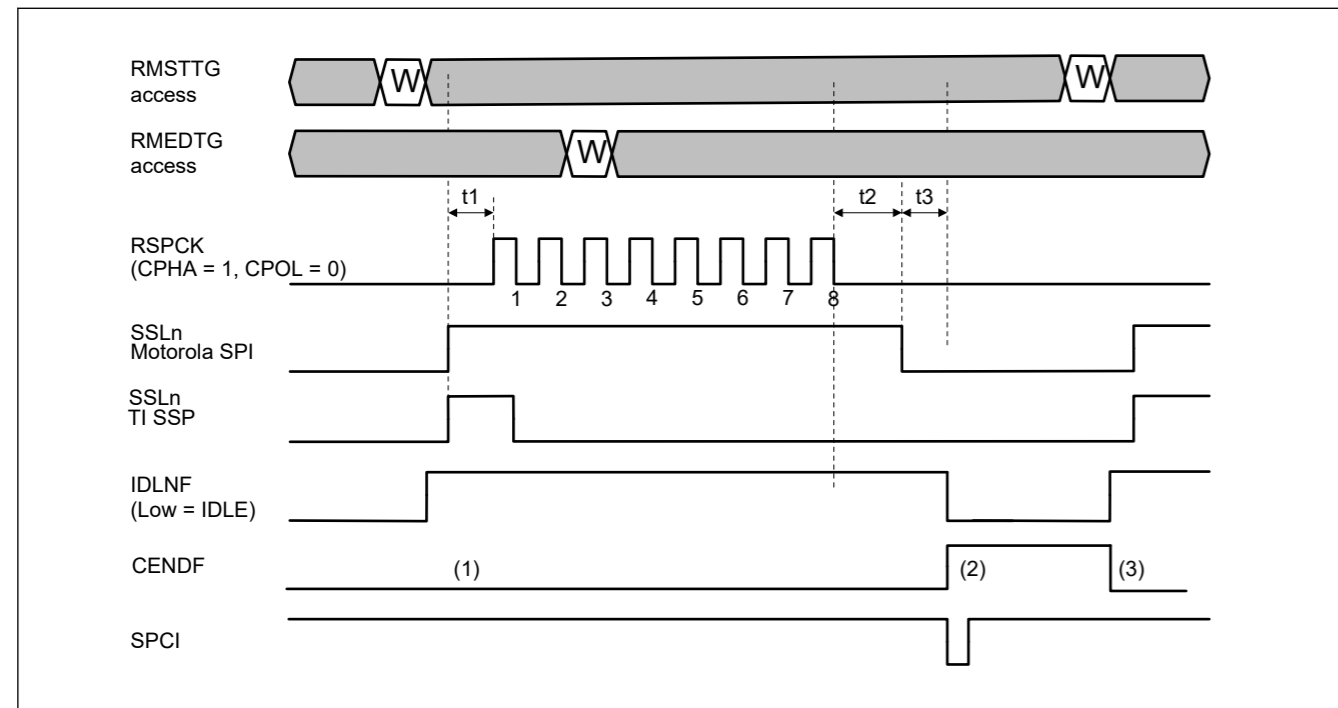 RMSTTG
access
W
W
RMEDTG
access
W
t1
t2
t3
RSPCK
(CPHA = 1, CPOL = 0)
1 2 3 4 5 6 7 8
SSLn
Motorola SPI
SSLn
TI SSP
IDLNF
(Low = IDLE)
CENDF
(1)
(2)
(3)
SPCI